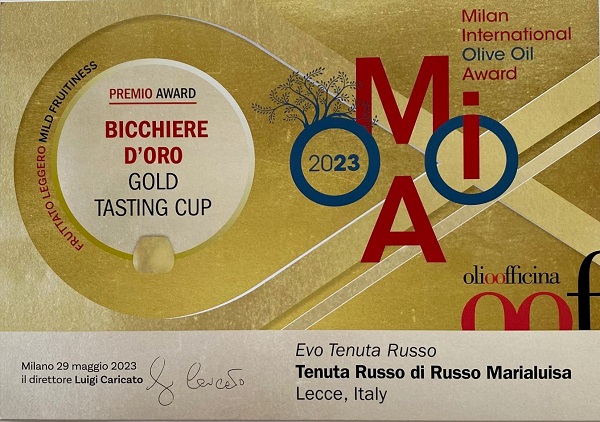 FRUTTATO LEGGERO MILD FRUITINESS
PREMIO AWARD
BICCHIERE
D'ORO
GOLD
TASTING CUP
2023
M
i
O
O
A
Milan
International
Olive Oil
Award
olioofficina
oof
Milano 29 maggio 2023
il direttore Luigi Caricato
Evo Tenuta Russo
Tenuta Russo di Russo Marialuisa
Lecce, Italy